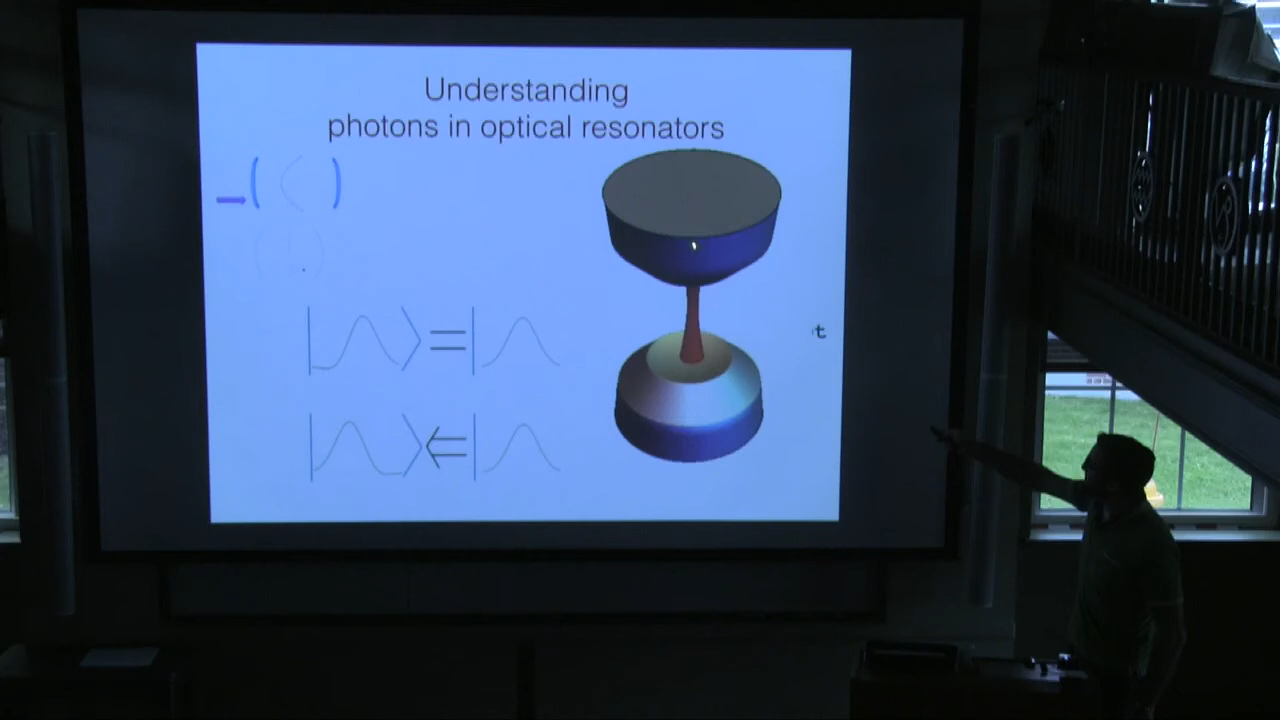 Understanding
photons in optical resonators
t